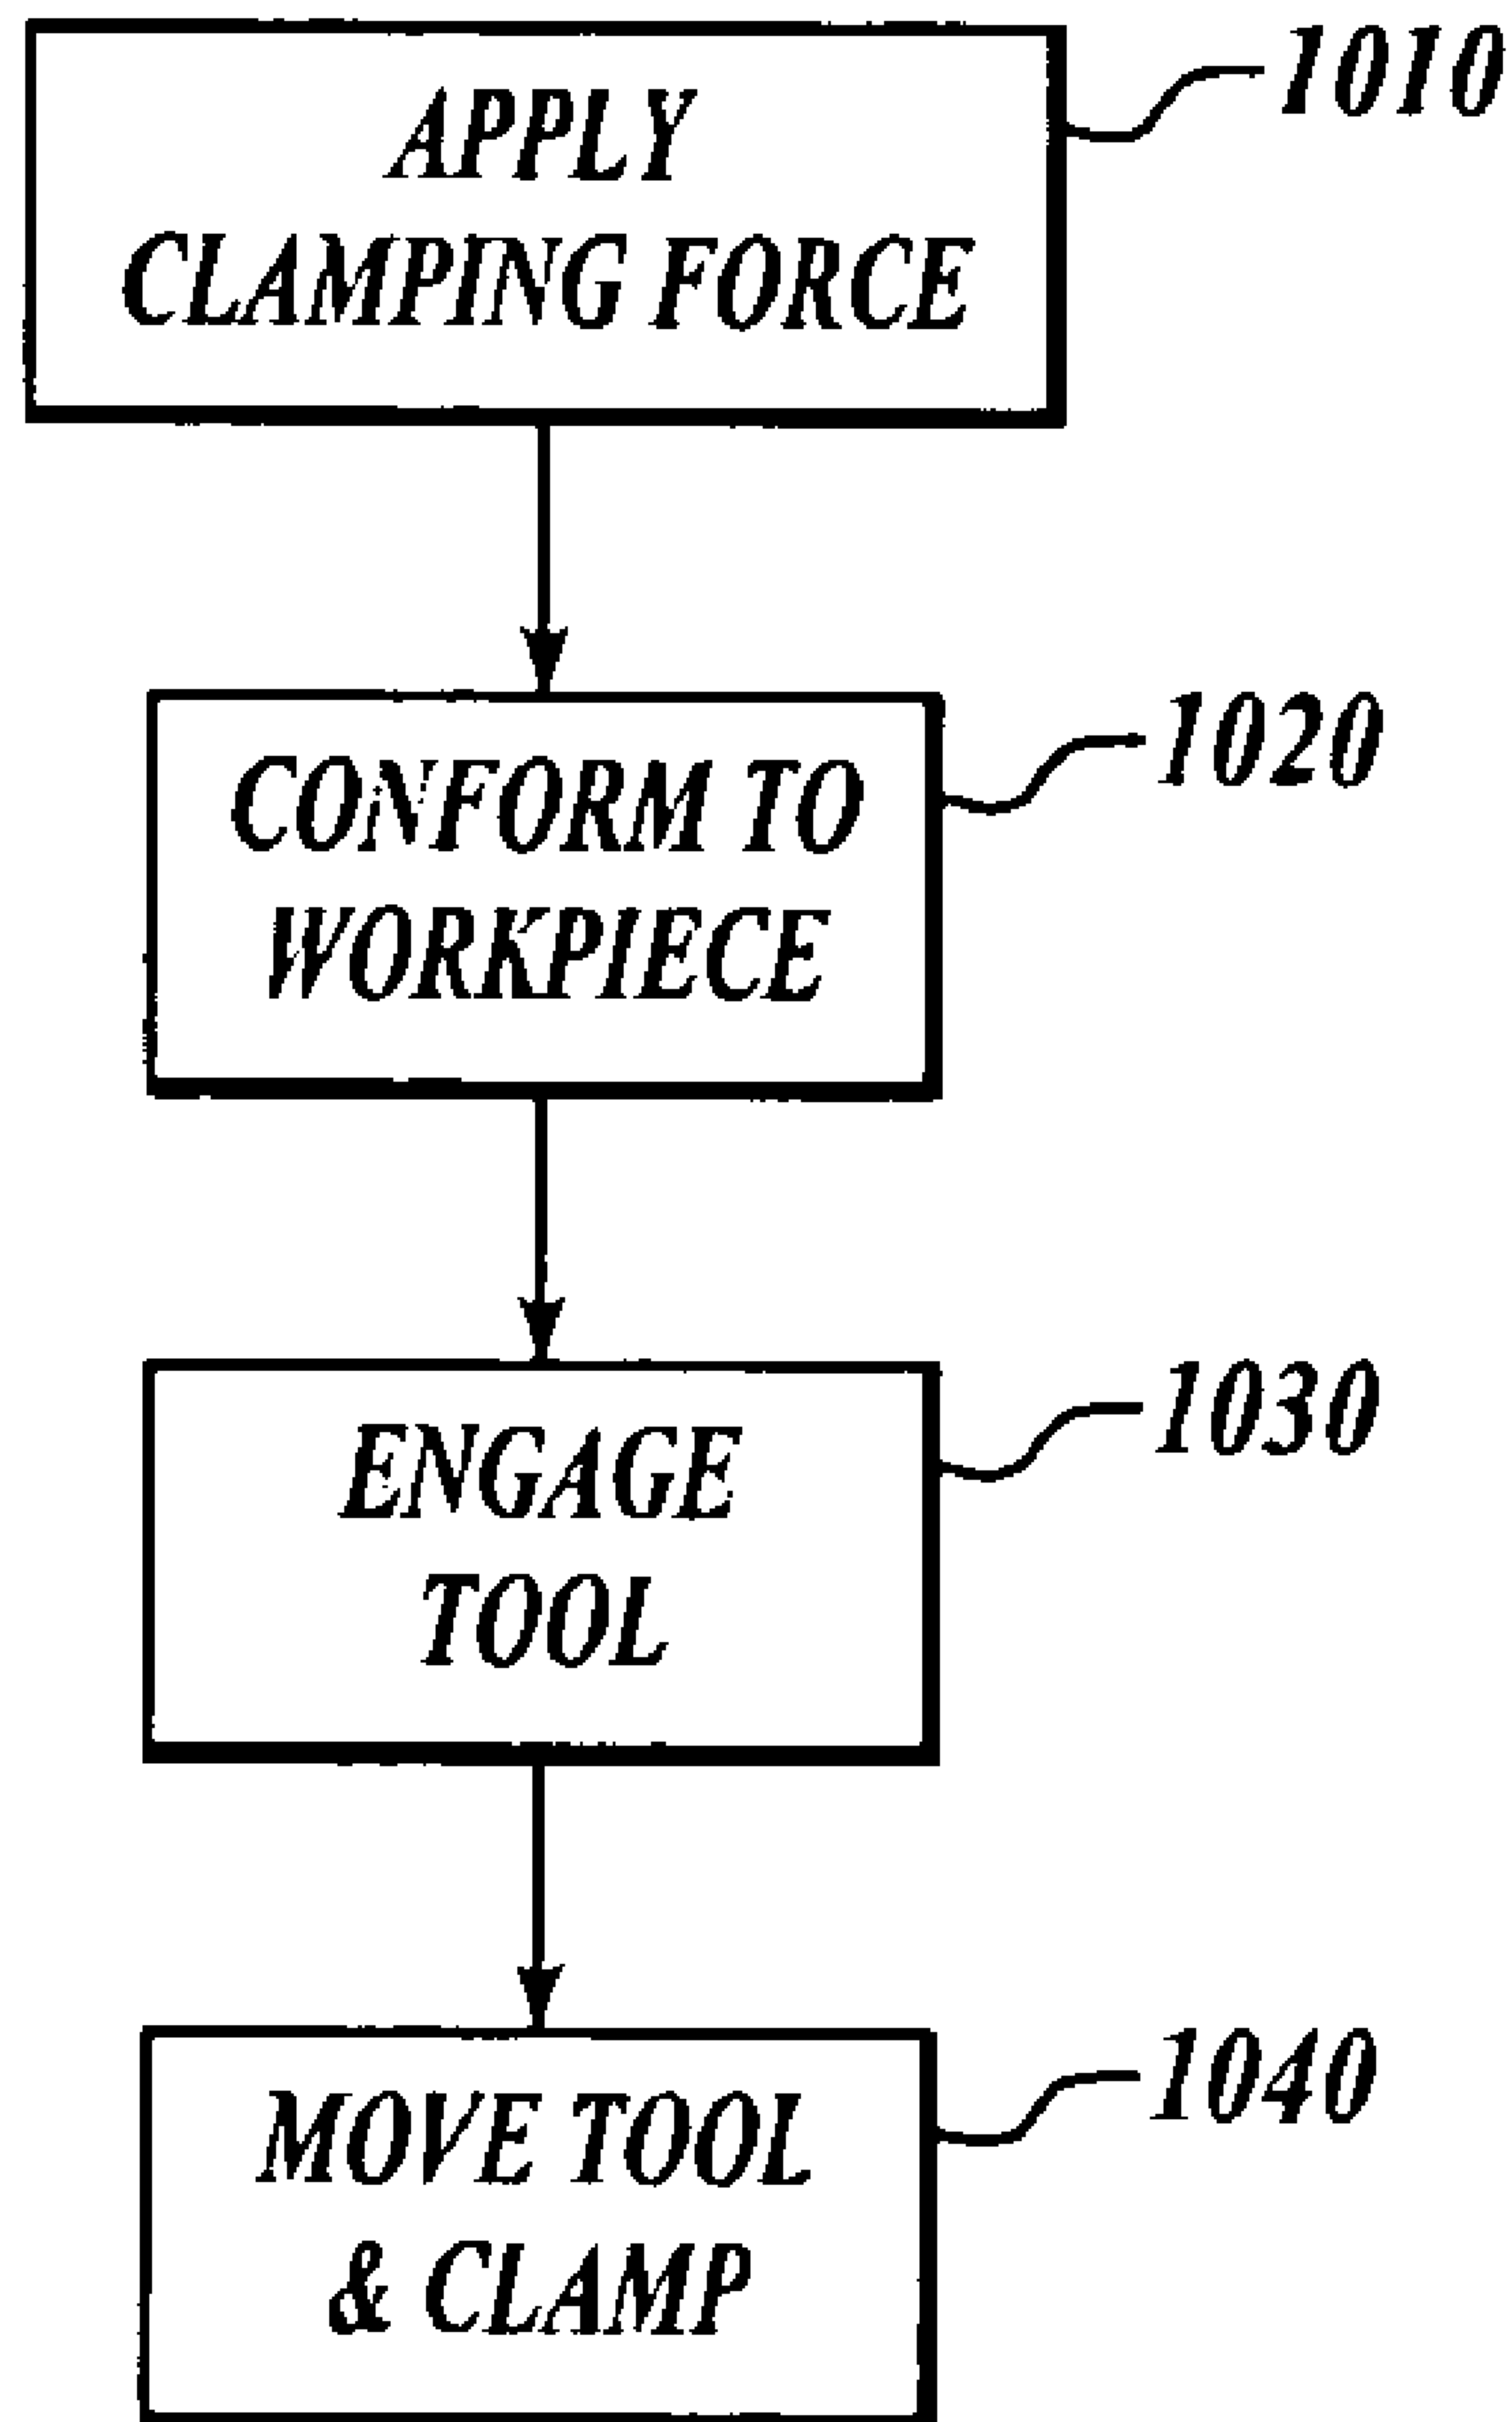 APPLY
CLAMPING FORCE
1010
CONFORM TO
WORKPIECE
1020
ENGAGE
TOOL
1030
MOVE TOOL
& CLAMP
1040